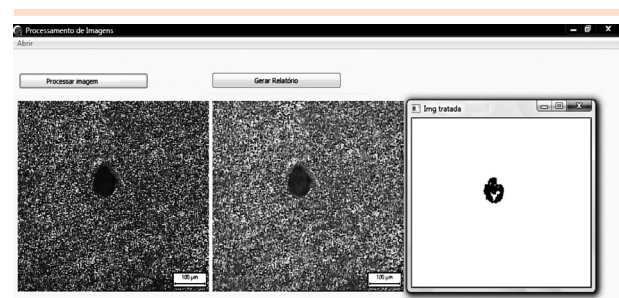 Processamento de Imagens
Abrir
Processar imagem
Gerar Relatório
Img tratada
100 µm
100 µm